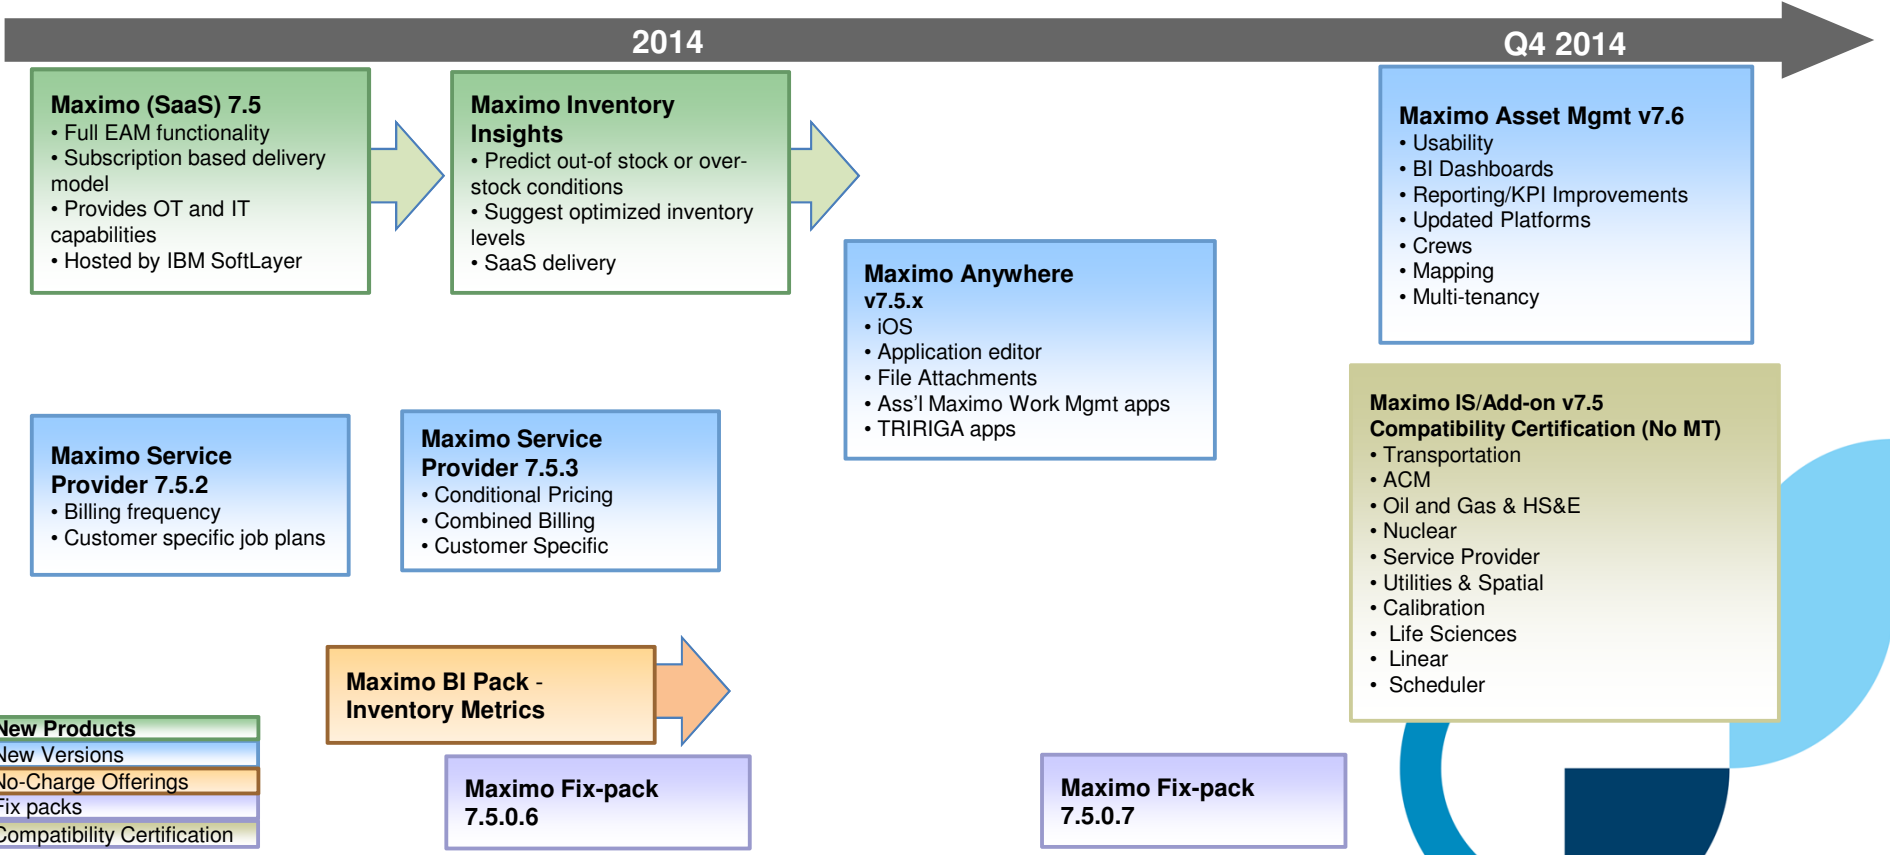 2014
Q4 2014
Maximo (SaaS) 7.5
• Full EAM functionality
• Subscription based delivery
model
• Provides OT and IT
capabilities
• Hosted by IBM SoftLayer
Maximo Inventory
Insights
• Predict out-of stock or over-
stock conditions
• Suggest optimized inventory
levels
• SaaS delivery
Maximo Anywhere
v7.5.x
• iOS
• Application editor
• File Attachments
• Ass'l Maximo Work Mgmt apps
• TRIRIGA apps
Maximo Asset Mgmt v7.6
• Usability
• BI Dashboards
• Reporting/KPI Improvements
• Updated Platforms
• Crews
• Mapping
• Multi-tenancy
Maximo Service
Provider 7.5.2
• Billing frequency
• Customer specific job plans
Maximo Service
Provider 7.5.3
• Conditional Pricing
• Combined Billing
• Customer Specific
Maximo IS/Add-on v7.5
Compatibility Certification (No MT)
• Transportation
• ACM
• Oil and Gas & HS&E
• Nuclear
• Service Provider
• Utilities & Spatial
• Calibration
• Life Sciences
• Linear
• Scheduler
Maximo BI Pack -
Inventory Metrics
New Products
New Versions
No-Charge Offerings
Fix packs
Compatibility Certification
Maximo Fix-pack
7.5.0.6
Maximo Fix-pack
7.5.0.7